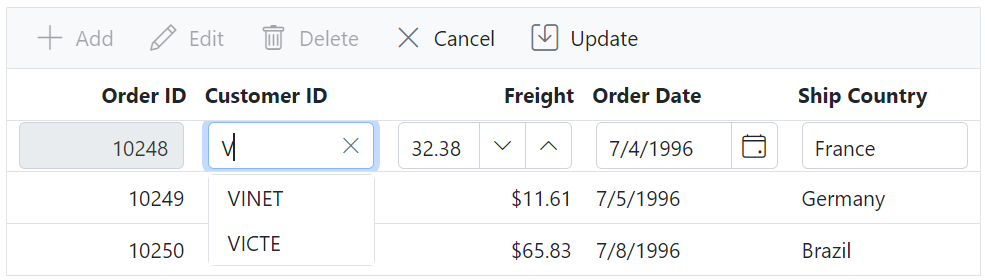 Add Edit Delete Cancel Update
Order ID Customer ID Freight Order Date Ship Country
10248 V 32.38 7/4/1996 France
10249 VINET $11.61 7/5/1996 Germany
10250 VICTE $65.83 7/8/1996 Brazil